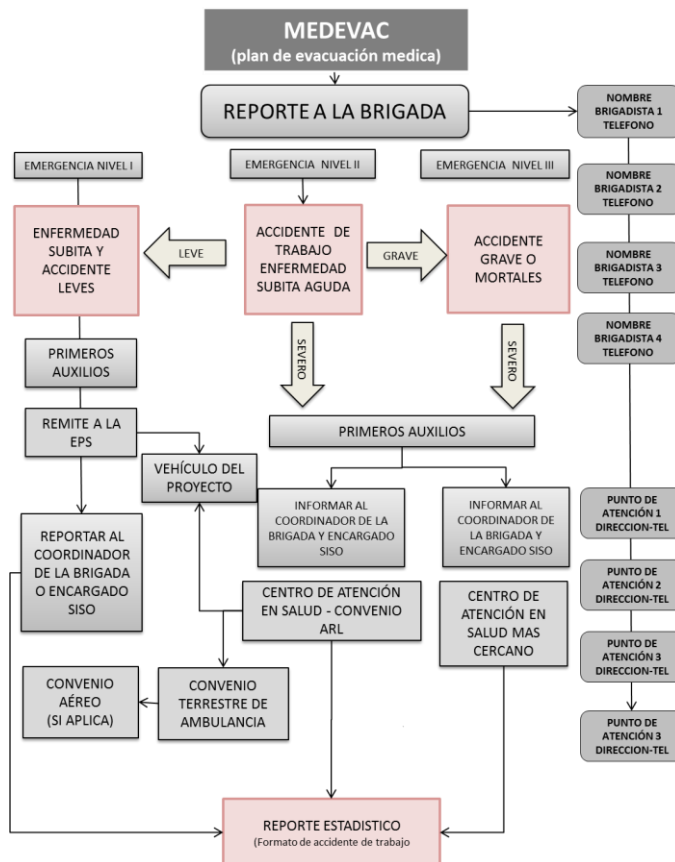 MEDEVAC
(plan de evacuación medica)
REPORTE A LA BRIGADA
NOMBRE
BRIGADISTA 1
TELEFONO
EMERGENCIA NIVEL I
EMERGENCIA NIVEL II
EMERGENCIA NIVEL III
NOMBRE
BRIGADISTA 2
TELEFONO
ENFERMEDAD
SUBITA Y
ACCIDENTE
LEVES
LEVE
ACCIDENTE DE
TRABAJO
ENFERMEDAD
SUBITA AGUDA
GRAVE
ACCIDENTE
GRAVE O
MORTALES
NOMBRE
BRIGADISTA 3
TELEFONO
NOMBRE
BRIGADISTA 4
TELEFONO
PRIMEROS
AUXILIOS
SEVERO
SEVERO
REMITE A LA
EPS
PRIMEROS AUXILIOS
VEHÍCULO DEL
PROYECTO
INFORMAR AL
COORDINADOR DE LA
BRIGADA Y ENCARGADO
SISO
INFORMAR AL
COORDINADOR DE LA
BRIGADA Y ENCARGADO
SISO
PUNTO DE
ATENCIÓN 1
DIRECCION-TEL
REPORTAR AL
COORDINADOR
DE LA BRIGADA
O ENCARGADO
SISO
PUNTO DE
ATENCIÓN 2
DIRECCION-TEL
CENTRO DE ATENCIÓN
EN SALUD - CONVENIO
ARL
CENTRO DE
ATENCIÓN EN
SALUD MAS
CERCANO
PUNTO DE
ATENCIÓN 3
DIRECCION-TEL
CONVENIO
AÉREO
(SI APLICA)
CONVENIO
TERRESTRE DE
AMBULANCIA
PUNTO DE
ATENCIÓN 3
DIRECCION-TEL
REPORTE ESTADISTICO
(Formato de accidente de trabajo